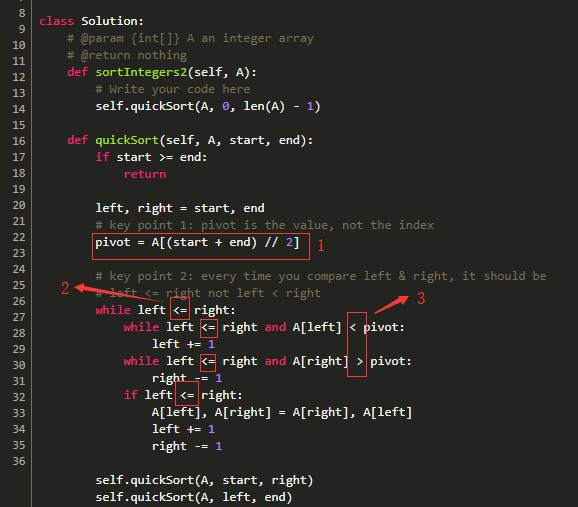 8
9 class Solution:
10 # @param {int[]} A an integer array
11 # @return nothing
12 def sortIntegers2(self, A):
13 # Write your code here
14 self.quickSort(A, 0, len(A) - 1)
15
16 def quickSort(self, A, start, end):
17 if start >= end:
18 return
19
20 left, right = start, end
21 # key point 1: pivot is the value, not the index
22 pivot = A[(start + end) // 2] 1
23
24 # key point 2: every time you compare left & right, it should be
25 # left <= right not left < right
2
3
26 while left <= right:
27 while left <= right and A[left] < pivot:
28 left += 1
29 while left <= right and A[right] > pivot:
30 right -= 1
31 if left <= right:
32 A[left], A[right] = A[right], A[left]
33 left += 1
34 right -= 1
35
36 self.quickSort(A, start, right)
self.quickSort(A, left, end)